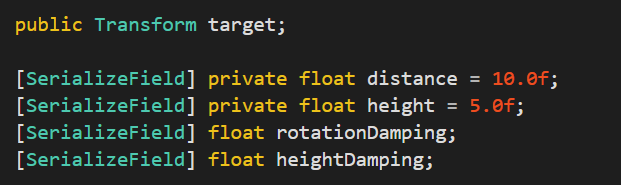 public Transform target;
[SerializeField] private float distance = 10.0f;
[SerializeField] private float height = 5.0f;
[SerializeField] float rotationDamping;
[SerializeField] float heightDamping;